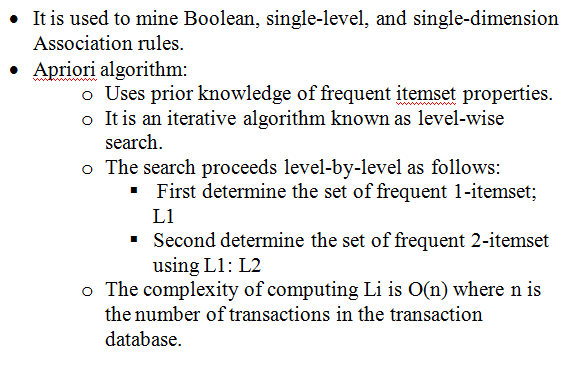 • It is used to mine Boolean, single-level, and single-dimension
Association rules.
• Apriori algorithm:
o Uses prior knowledge of frequent itemset properties.
o It is an iterative algorithm known as level-wise
search.
o The search proceeds level-by-level as follows:
▪ First determine the set of frequent 1-itemset;
L1
▪ Second determine the set of frequent 2-itemset
using L1: L2
o The complexity of computing Li is O(n) where n is
the number of transactions in the transaction
database.